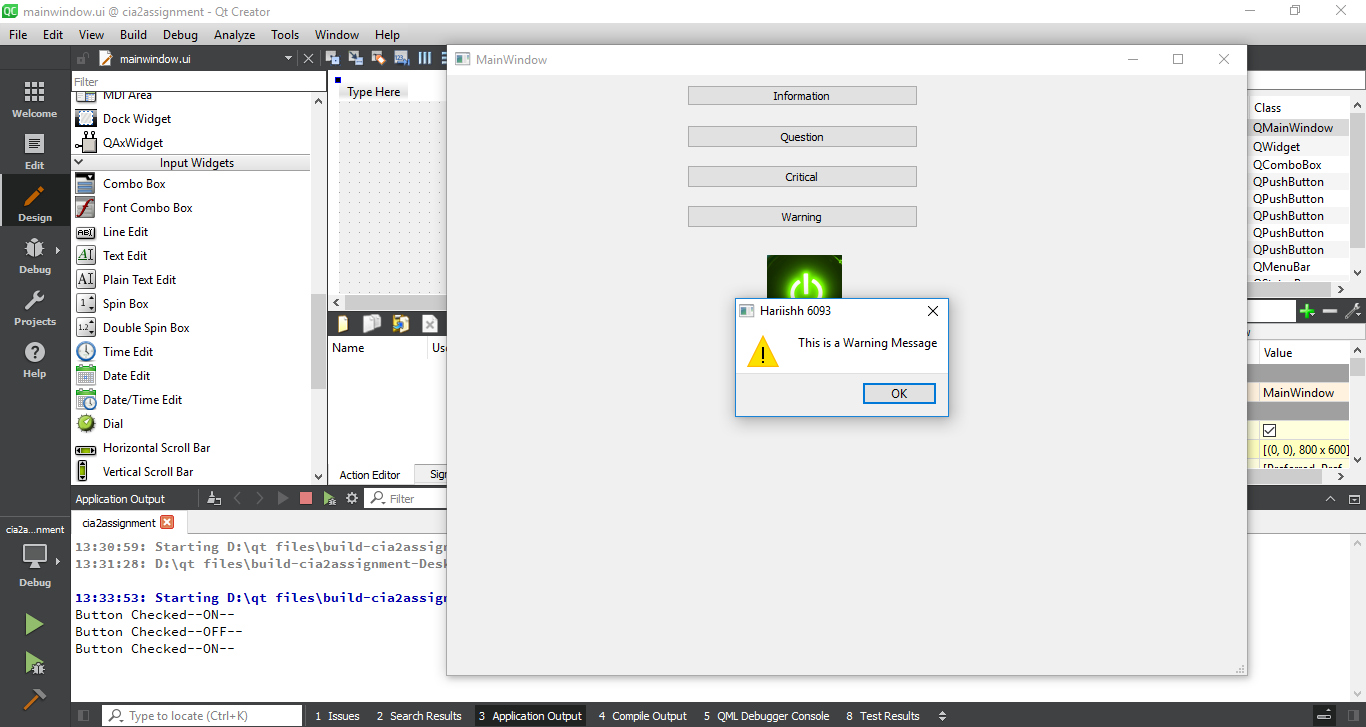 QC mainwindow.ui @ cia2assignment - Qt Creator
File Edit View Build Debug Analyze Tools Window Help
mainwindow.ui
Filter
MDI Area
Dock Widget
QAxWidget
Input Widgets
Combo Box
Font Combo Box
Line Edit
Text Edit
Plain Text Edit
Spin Box
Double Spin Box
Time Edit
Date Edit
Date/Time Edit
Dial
Horizontal Scroll Bar
Vertical Scroll Bar
Welcome
Edit
Design
Debug
Projects
Help
cia2a...nment
Debug
Type Here
Name
Action Editor
MainWindow
Information
Question
Critical
Warning
Hariishh 6093
This is a Warning Message
OK
Class
QMainWindow
QWidget
QComboBox
QPushButton
QPushButton
QPushButton
QPushButton
QPushButton
QMenuBar
Value
MainWindow
[(0, 0), 800 x 600]
Application Output
Filter
cia2assignment
13:30:59: Starting D:\qt files\build-cia2assign
13:31:28: D:\qt files\build-cia2assignment-Desk
13:33:53: Starting D:\qt files\build-cia2assign
Button Checked--ON--
Button Checked--OFF--
Button Checked--ON--
Type to locate (Ctrl+K)
1 Issues 2 Search Results 3 Application Output 4 Compile Output 5 QML Debugger Console 8 Test Results